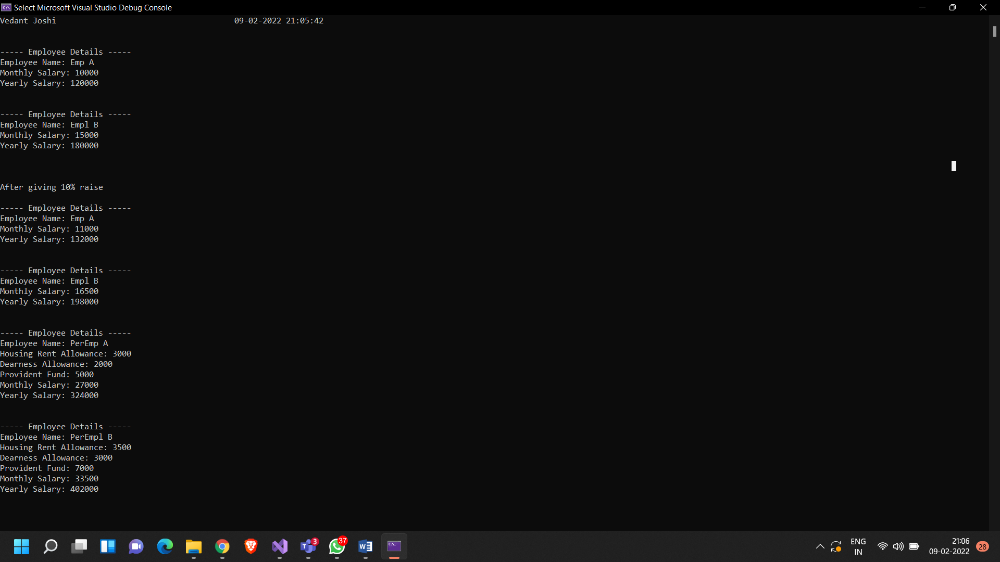 Select Microsoft Visual Studio Debug Console
Vedant Joshi 09-02-2022 21:05:42
----- Employee Details -----
Employee Name: Emp A
Monthly Salary: 10000
Yearly Salary: 120000
----- Employee Details -----
Employee Name: Empl B
Monthly Salary: 15000
Yearly Salary: 180000
After giving 10% raise
----- Employee Details -----
Employee Name: Emp A
Monthly Salary: 11000
Yearly Salary: 132000
----- Employee Details -----
Employee Name: Empl B
Monthly Salary: 16500
Yearly Salary: 198000
----- Employee Details -----
Employee Name: PerEmp A
Housing Rent Allowance: 3000
Dearness Allowance: 2000
Provident Fund: 5000
Monthly Salary: 27000
Yearly Salary: 324000
----- Employee Details -----
Employee Name: PerEmpl B
Housing Rent Allowance: 3500
Dearness Allowance: 3000
Provident Fund: 7000
Monthly Salary: 33500
Yearly Salary: 402000
3
37
ENG
IN
21:06
09-02-2022
28